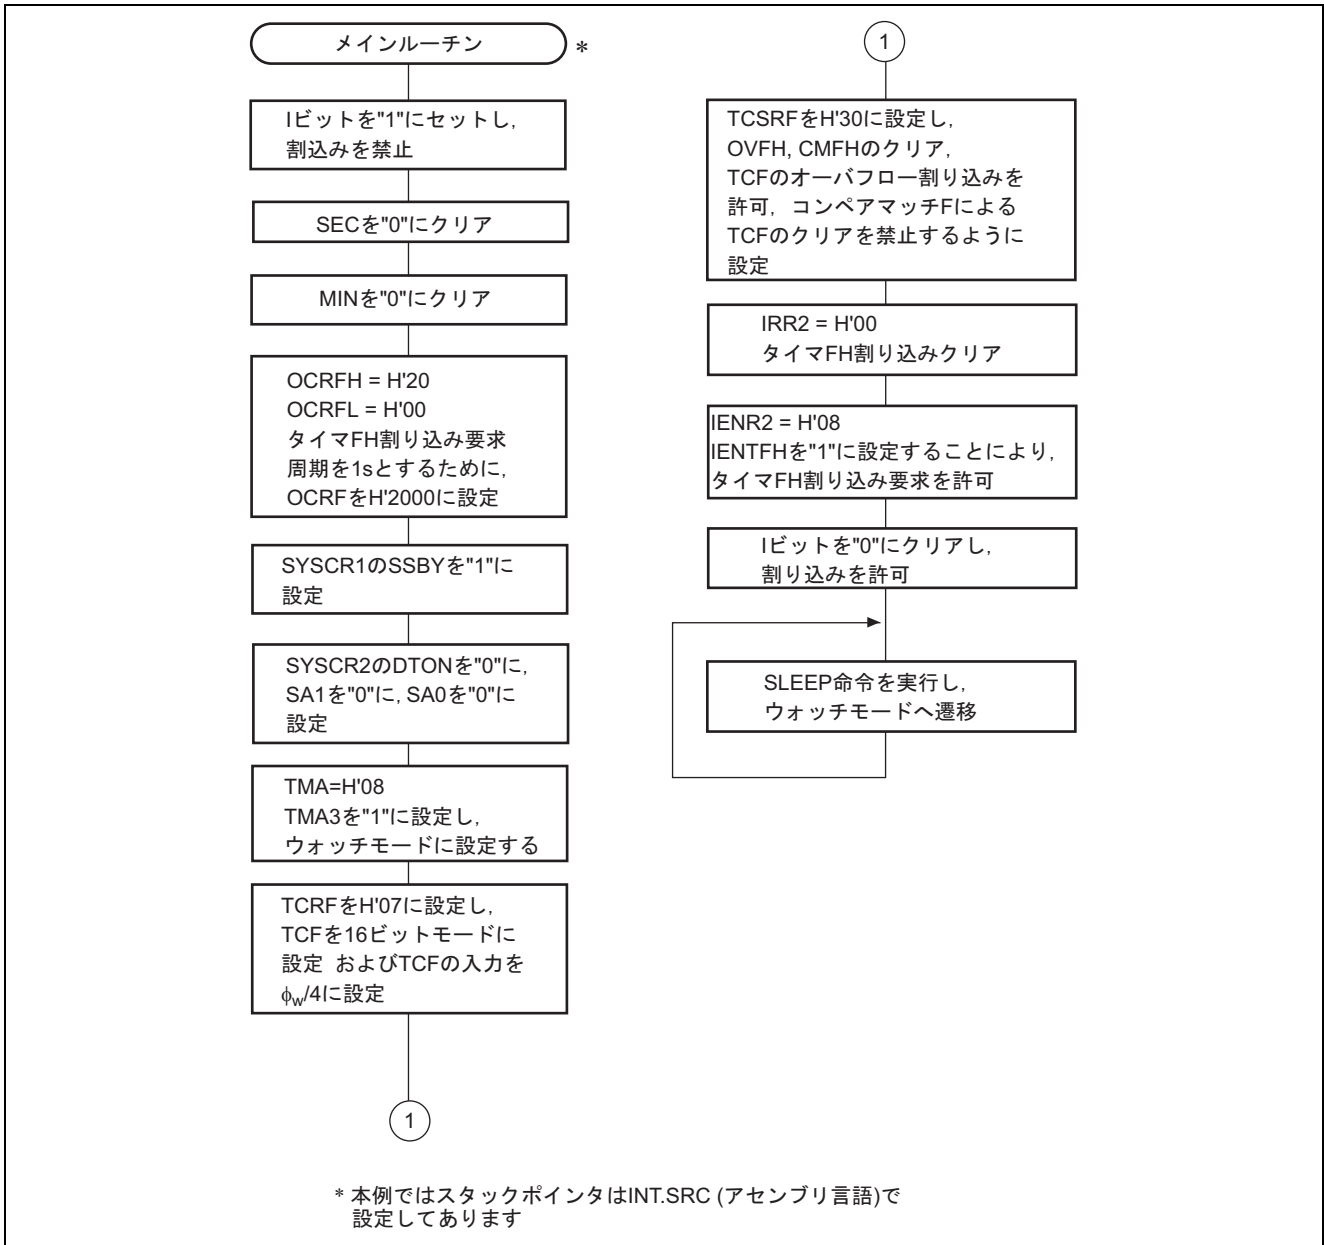 メインルーチン
*
Iビットを"1"にセットし,
割込みを禁止
SECを"0"にクリア
MINを"0"にクリア
OCRFH = H'20
OCRFL = H'00
タイマFH割り込み要求
周期を1sとするために,
OCRFをH'2000に設定
SYSCR1のSSBYを"1"に
設定
SYSCR2のDTONを"0"に,
SA1を"0"に, SA0を"0"に
設定
TMA=H'08
TMA3を"1"に設定し,
ウォッチモードに設定する
TCRFをH'07に設定し,
TCFを16ビットモードに
設定 およびTCFの入力を
φw/4に設定
1
1
TCSRFをH'30に設定し,
OVFH, CMFHのクリア,
TCFのオーバフロー割り込みを
許可, コンペアマッチFによる
TCFのクリアを禁止するように
設定
IRR2 = H'00
タイマFH割り込みクリア
IENR2 = H'08
IENTFHを"1"に設定することにより,
タイマFH割り込み要求を許可
Iビットを"0"にクリアし,
割り込みを許可
SLEEP命令を実行し,
ウォッチモードへ遷移
* 本例ではスタックポインタはINT.SRC (アセンブリ言語)で
設定してあります